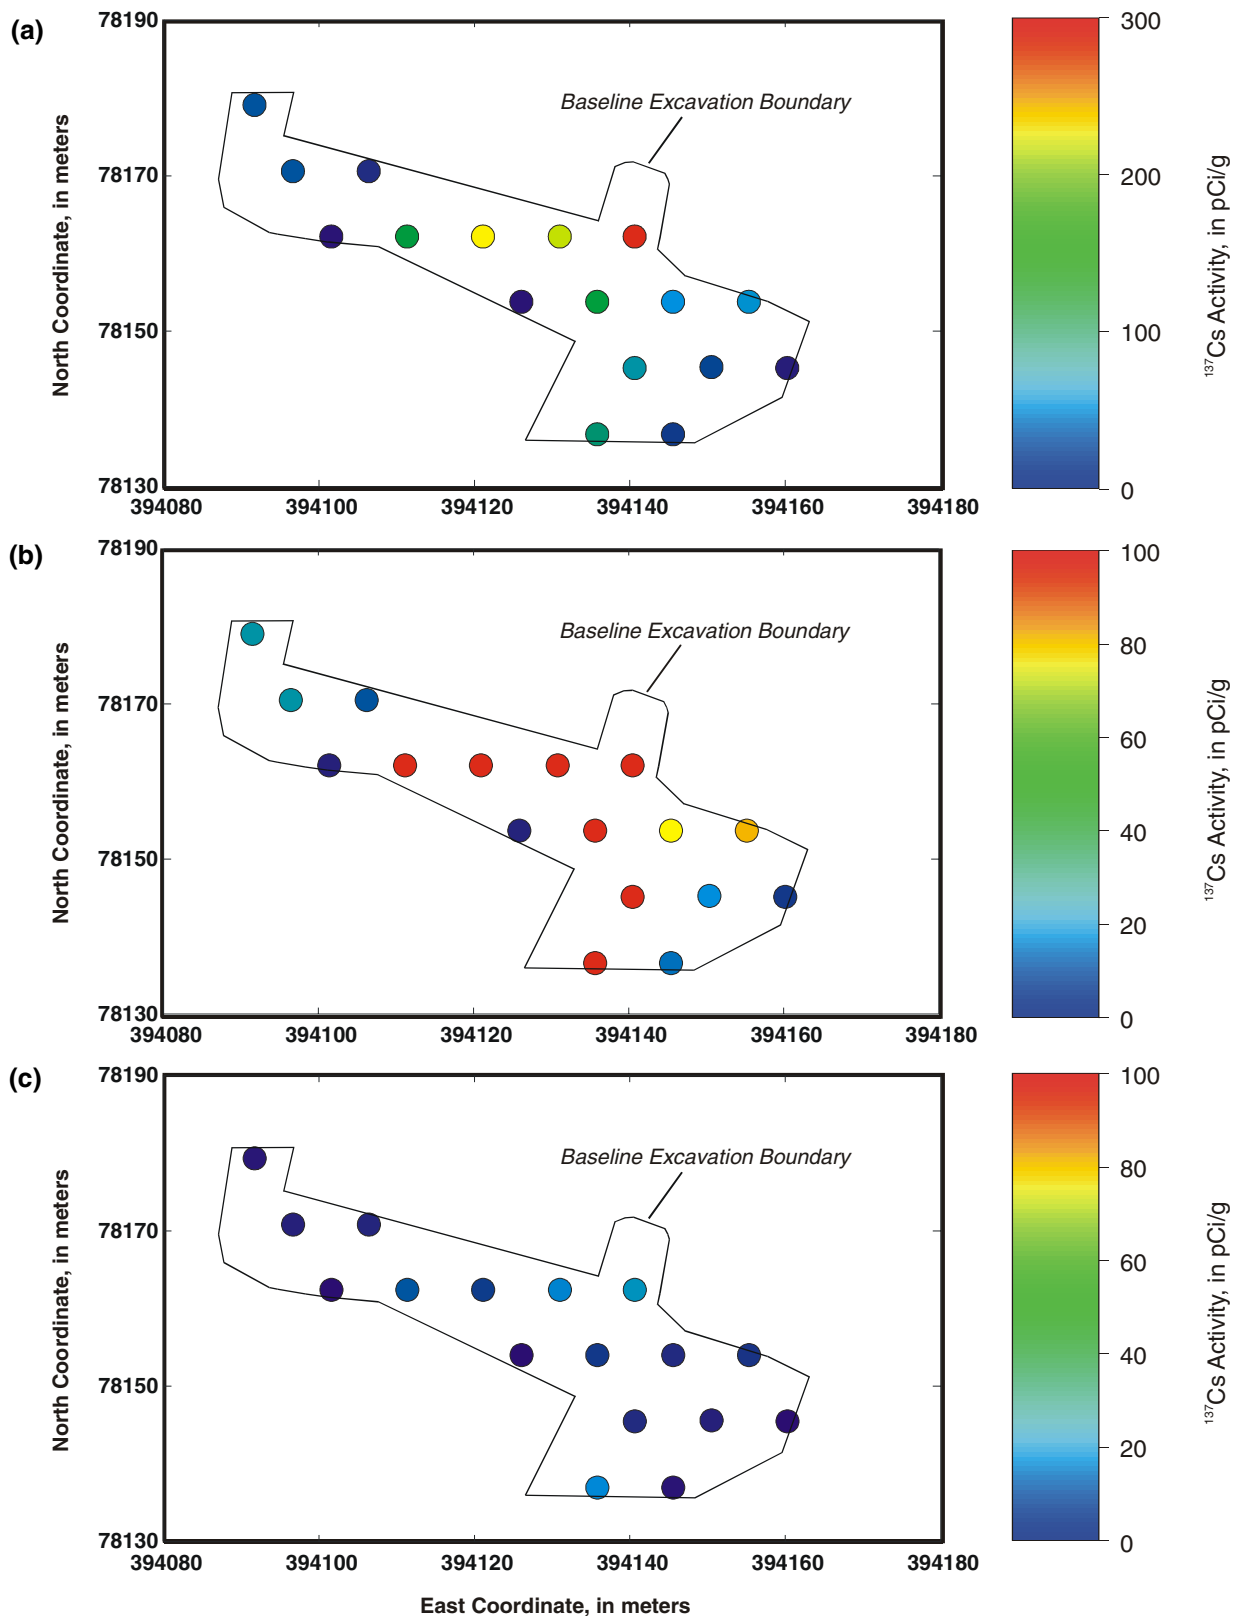 (a)
78190
78170
78150
78130
North Coordinate, in meters
Baseline Excavation Boundary
394080 394100 394120 394140 394160 394180
300
200
100
0
137Cs Activity, in pCi/g
(b)
78190
78170
78150
78130
North Coordinate, in meters
Baseline Excavation Boundary
394080 394100 394120 394140 394160 394180
100
80
60
40
20
0
137Cs Activity, in pCi/g
(c)
78190
78170
78150
78130
North Coordinate, in meters
Baseline Excavation Boundary
394080 394100 394120 394140 394160 394180
East Coordinate, in meters
100
80
60
40
20
0
137Cs Activity, in pCi/g